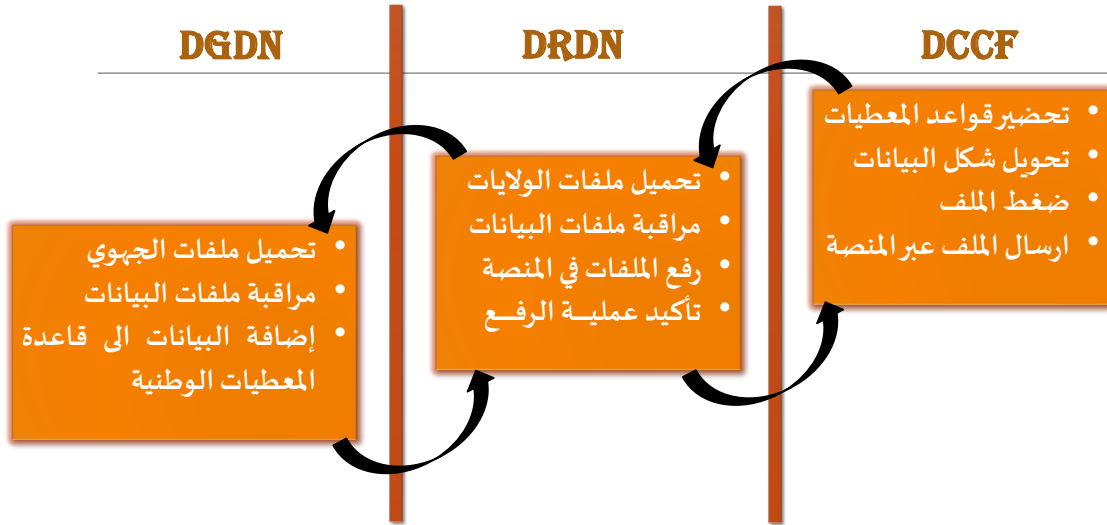 DGDN
DRDN
DCCF
• تحضير قواعد المعطيات
• تحويل شكل البيانات
• ضغط الملف
• ارسال الملف عبر المنصة
• تحميل ملفات الولايات
• مراقبة ملفات البيانات
• رفع الملفات في المنصة
• تأكيد عمليــة الرفــع
• تحميل ملفات الجهوي
• مراقبة ملفات البيانات
• إضافة البيانات الى قاعدة
المعطيات الوطنية